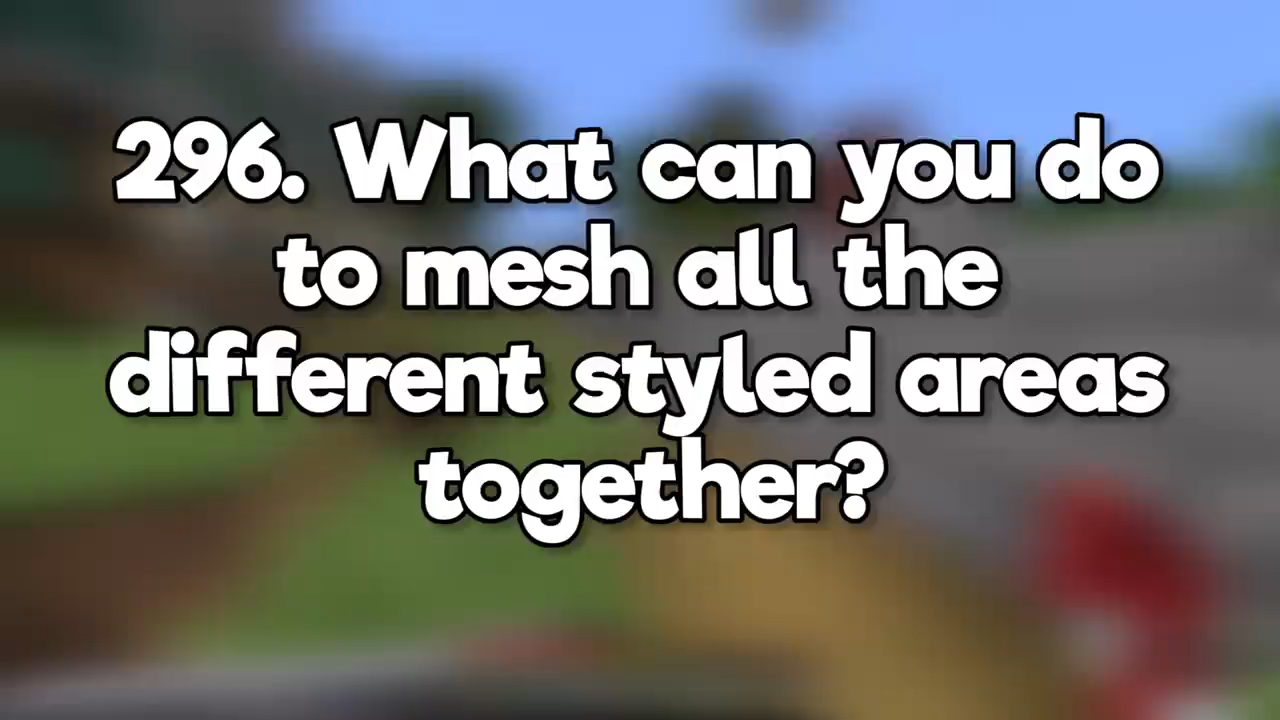 296. What can you do
to mesh all the
different styled areas
together?